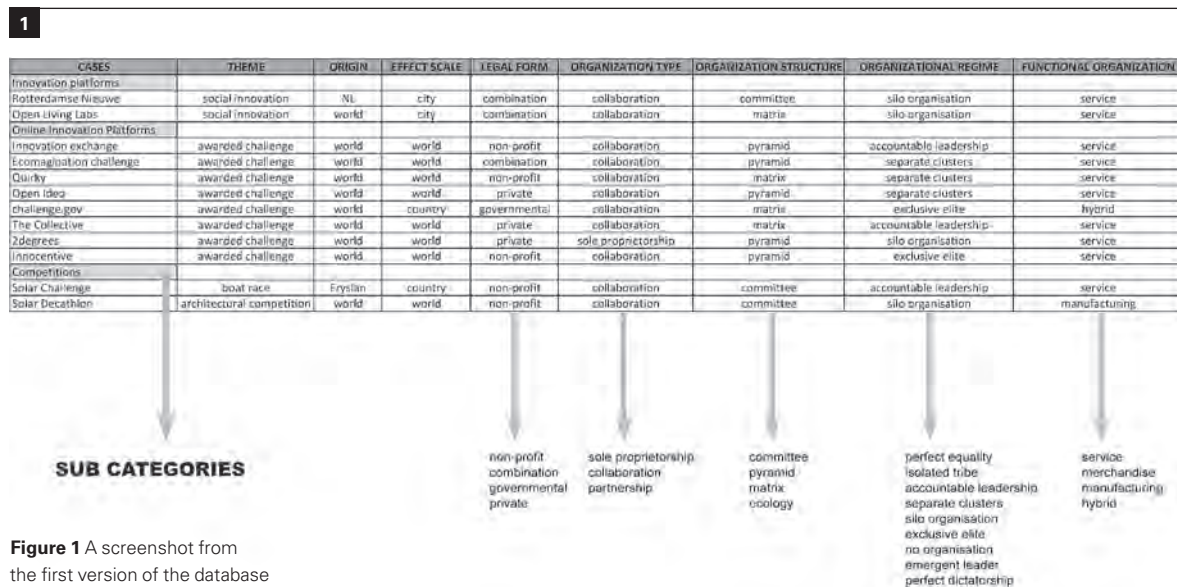 1
CASES THEME ORIGIN EFFECT SCALE LEGAL FORM ORGANIZATION TYPE ORGANIZATION STRUCTURE ORGANIZATIONAL REGIME FUNCTIONAL ORGANIZATION
Innovation platforms
Rotterdamse Nieuwe social innovation NL city combination collaboration committee silo organisation service
Open Living Labs social innovation world city combination collaboration matrix silo organisation service
Online Innovation Platforms
Innovation exchange awarded challenge world world non-profit collaboration pyramid accountable leadership service
Ecomagination challenge awarded challenge world world combination collaboration pyramid separate clusters service
Quirky awarded challenge world world non-profit collaboration matrix separate clusters service
Open Ideo awarded challenge world world private collaboration pyramid separate clusters service
challenge.gov awarded challenge world country governmental collaboration matrix exclusive elite hybrid
The Collective awarded challenge world world private collaboration matrix accountable leadership service
2degrees awarded challenge world world private sole proprietorship pyramid silo organisation service
Innocentive awarded challenge world world non-profit collaboration pyramid exclusive elite service
Competitions
Solar Challenge boat race Fryslan country non-profit collaboration committee accountable leadership service
Solar Decathlon architectural competition world world non-profit collaboration committee silo organisation manufacturing
SUB CATEGORIES
non-profit
combination
governmental
private
sole proprietorship
collaboration
partnership
committee
pyramid
matrix
ecology
perfect equality
isolated tribe
accountable leadership
separate clusters
silo organisation
exclusive elite
no organisation
emergent leader
perfect dictatorship
service
merchandise
manufacturing
hybrid
Figure 1 A screenshot from
the first version of the database